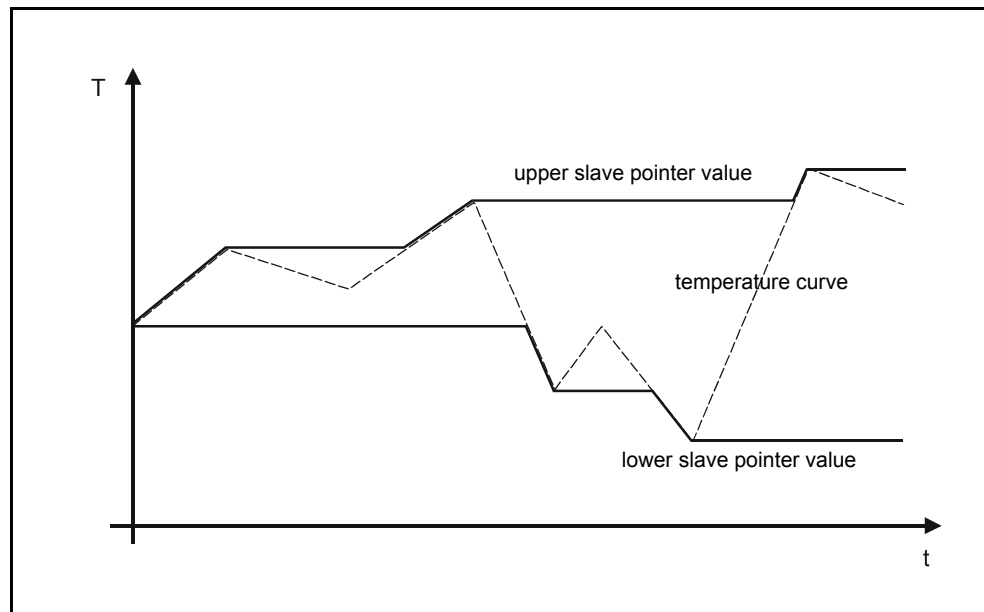 T
upper slave pointer value
temperature curve
lower slave pointer value
t